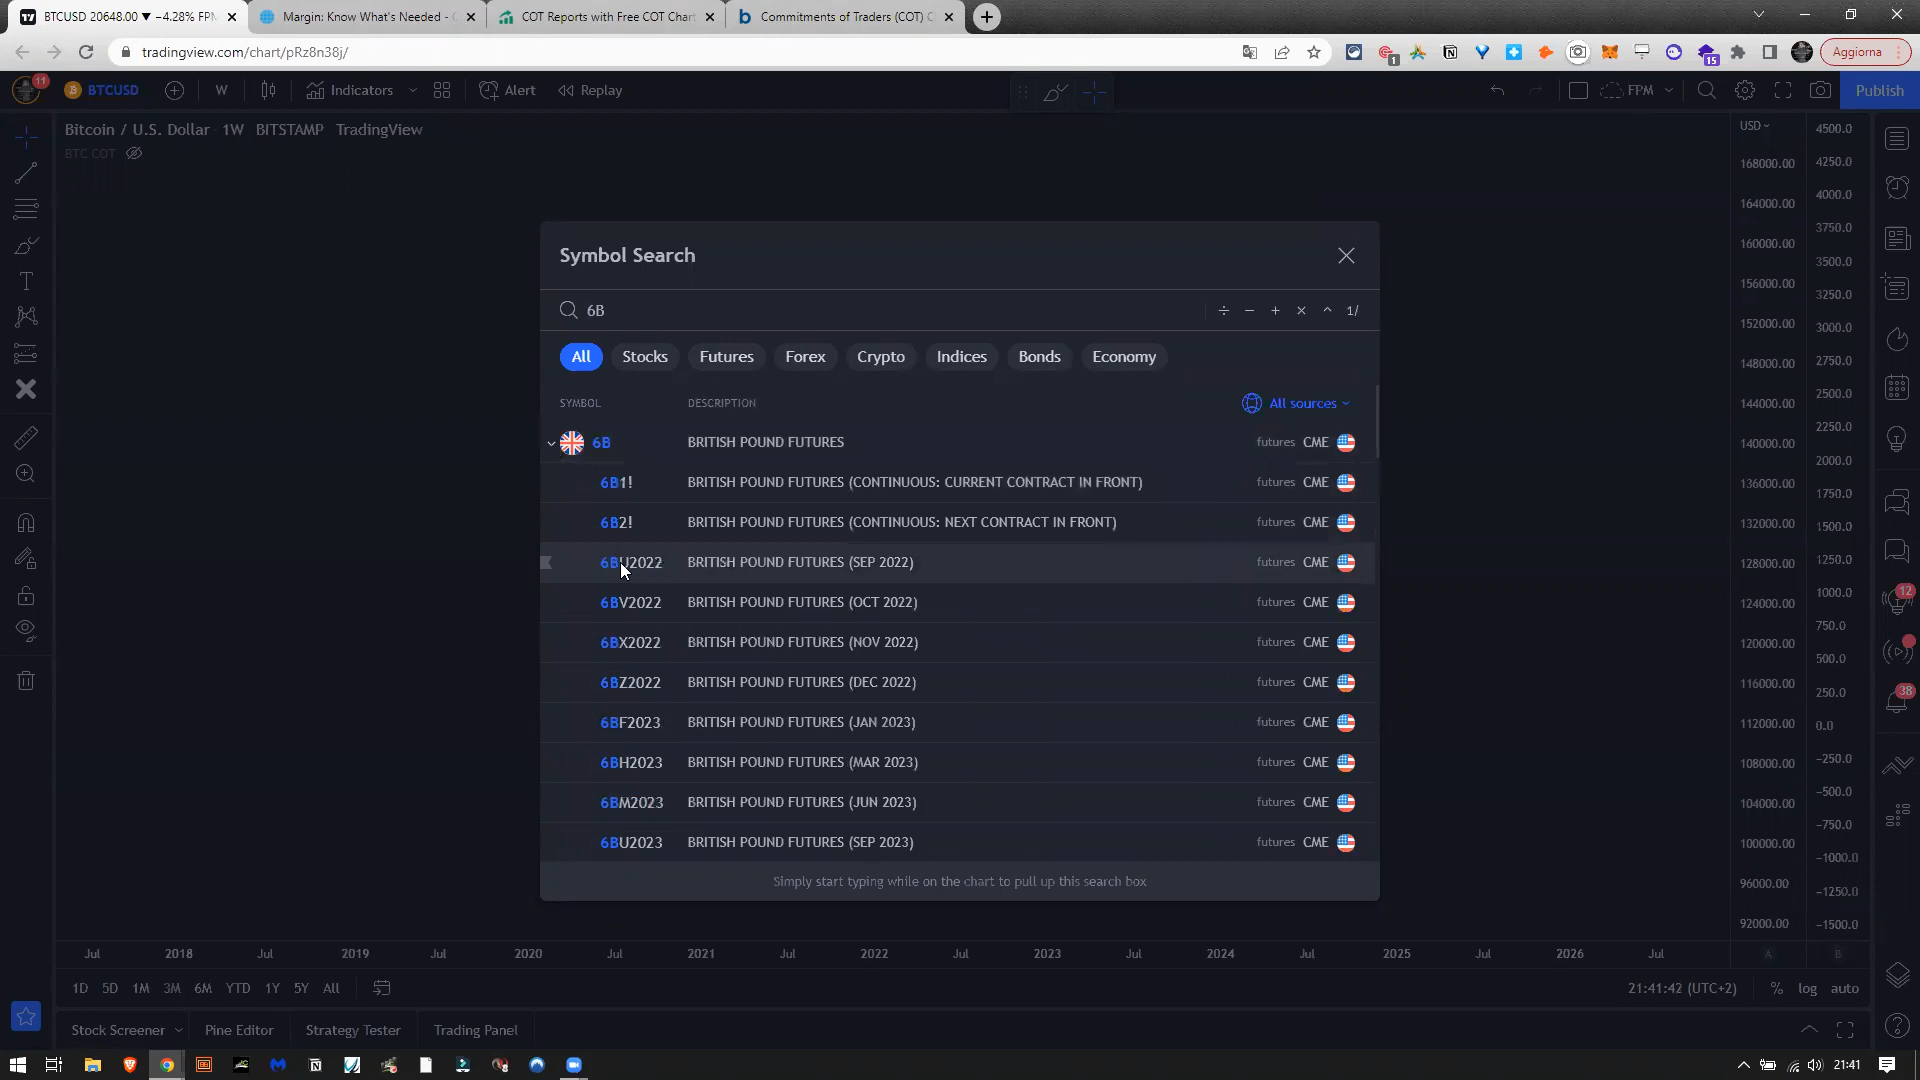 BTCUSD 20648.00 ▼ −4.28% FPM
Margin: Know What's Needed -
COT Reports with Free COT Chart
Commitments of Traders (COT) C
tradingview.com/chart/pRz8n38j/
1
15
Aggiorna
11
BTCUSD
W
Indicators
Alert
Replay
FPM
Publish
Bitcoin / U.S. Dollar 1W BITSTAMP TradingView
BTC COT
USD
Symbol Search
6B
÷ − + × ^ 1/
All
Stocks
Futures
Forex
Crypto
Indices
Bonds
Economy
SYMBOL
DESCRIPTION
All sources
6B BRITISH POUND FUTURES futures CME
6B1! BRITISH POUND FUTURES (CONTINUOUS: CURRENT CONTRACT IN FRONT) futures CME
6B2! BRITISH POUND FUTURES (CONTINUOUS: NEXT CONTRACT IN FRONT) futures CME
6BU2022 BRITISH POUND FUTURES (SEP 2022) futures CME
6BV2022 BRITISH POUND FUTURES (OCT 2022) futures CME
6BX2022 BRITISH POUND FUTURES (NOV 2022) futures CME
6BZ2022 BRITISH POUND FUTURES (DEC 2022) futures CME
6BF2023 BRITISH POUND FUTURES (JAN 2023) futures CME
6BH2023 BRITISH POUND FUTURES (MAR 2023) futures CME
6BM2023 BRITISH POUND FUTURES (JUN 2023) futures CME
6BU2023 BRITISH POUND FUTURES (SEP 2023) futures CME
Simply start typing while on the chart to pull up this search box
168000.00
164000.00
160000.00
156000.00
152000.00
148000.00
144000.00
140000.00
136000.00
132000.00
128000.00
124000.00
120000.00
116000.00
112000.00
108000.00
104000.00
100000.00
96000.00
92000.00
4500.0
4250.0
4000.0
3750.0
3500.0
3250.0
3000.0
2750.0
2500.0
2250.0
2000.0
1750.0
1500.0
1250.0
1000.0
750.0
500.0
250.0
0.0
−250.0
−500.0
−750.0
−1000.0
−1250.0
−1500.0
12
38
Jul 2018 Jul 2019 Jul 2020 Jul 2021 Jul 2022 Jul 2023 Jul 2024 Jul 2025 Jul 2026 Jul
A B
1D 5D 1M 3M 6M YTD 1Y 5Y All
21:41:42 (UTC+2) % log auto
Stock Screener
Pine Editor
Strategy Tester
Trading Panel
21:41